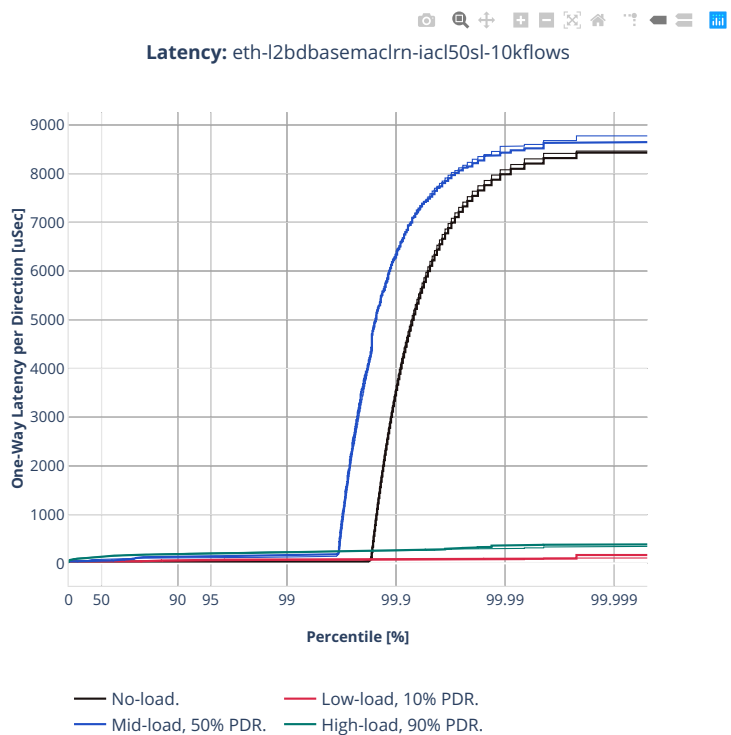 Latency: eth-l2bdbasemaclrn-iacl50sl-10kflows
One-Way Latency per Direction [uSec]
9000
8000
7000
6000
5000
4000
3000
2000
1000
0
0 50 90 95 99 99.9 99.99 99.999
Percentile [%]
No-load. Low-load, 10% PDR.
Mid-load, 50% PDR. High-load, 90% PDR.